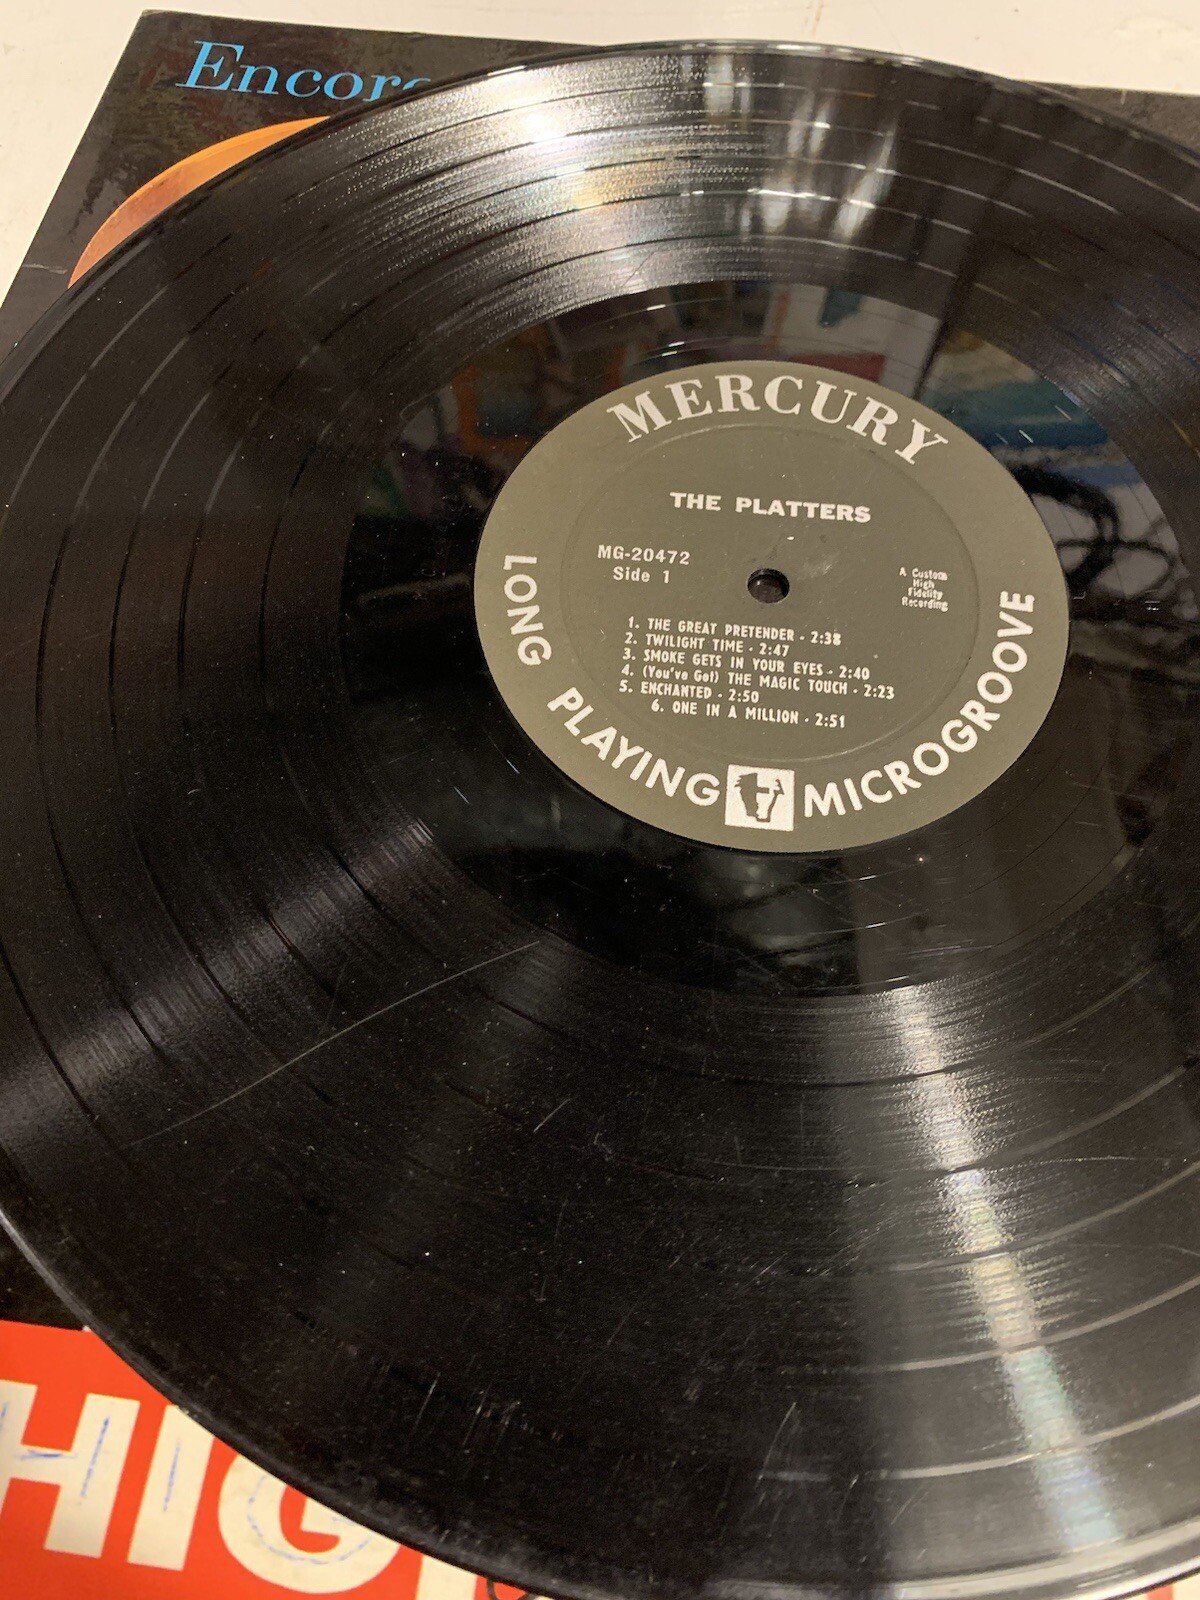 MERCURY
THE PLATTERS
MG-20472
Side 1
A Custom
High
Fidelity
Recording
1. THE GREAT PRETENDER - 2:38
2. TWILIGHT TIME - 2:47
3. SMOKE GETS IN YOUR EYES - 2:40
4. (You've Got) THE MAGIC TOUCH - 2:23
5. ENCHANTED - 2:50
6. ONE IN A MILLION - 2:51
LONG PLAYING MICROGROOVE